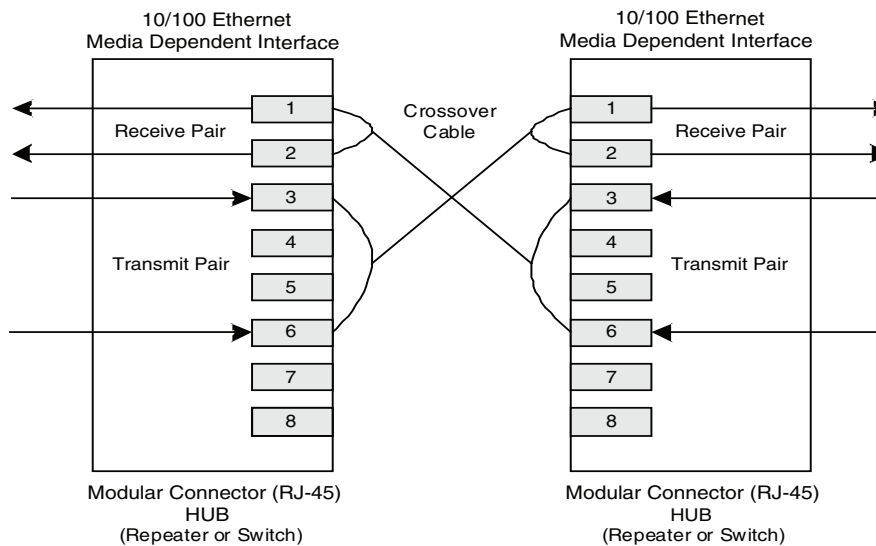 10/100 Ethernet
Media Dependent Interface
10/100 Ethernet
Media Dependent Interface
1
Receive Pair
2
3
4
Transmit Pair
5
6
7
8
Crossover
Cable
1
Receive Pair
2
3
4
Transmit Pair
5
6
7
8
Modular Connector (RJ-45)
HUB
(Repeater or Switch)
Modular Connector (RJ-45)
HUB
(Repeater or Switch)